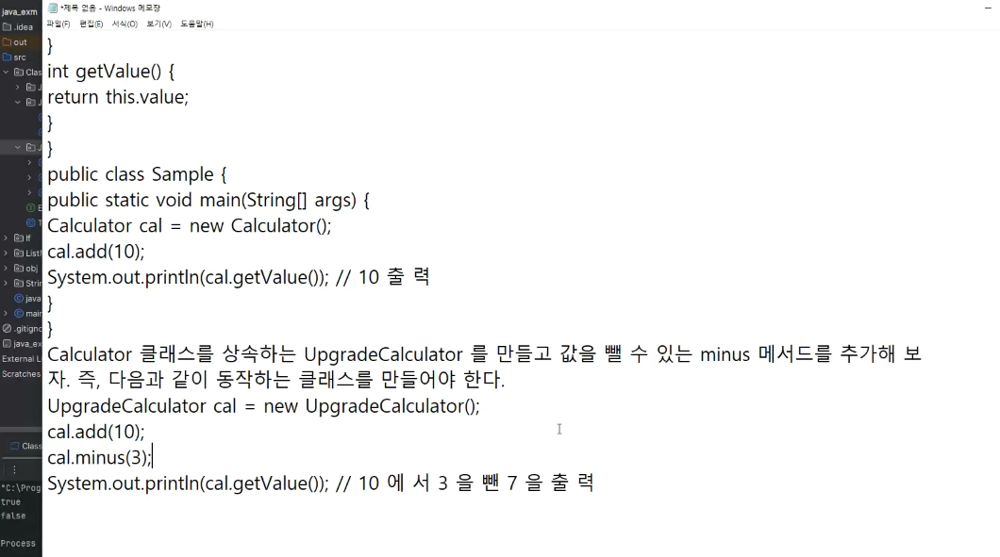 java_exm
*제목 없음 - Windows 메모장
파일(F) 편집(E) 서식(O) 보기(V) 도움말(H)
.idea
out
src
}
int getValue() {
return this.value;
}
}
public class Sample {
public static void main(String[] args) {
Calculator cal = new Calculator();
cal.add(10);
System.out.println(cal.getValue()); // 10 출 력
}
}
Calculator 클래스를 상속하는 UpgradeCalculator 를 만들고 값을 뺄 수 있는 minus 메서드를 추가해 보
자. 즉, 다음과 같이 동작하는 클래스를 만들어야 한다.
UpgradeCalculator cal = new UpgradeCalculator();
cal.add(10);
cal.minus(3);
System.out.println(cal.getValue()); // 10 에 서 3 을 뺀 7 을 출 력
Clas
If
List
obj
Strin
java
main
.gitigno
java_ex
External L
Scratches
Class
"C:\Prog
true
false
Process